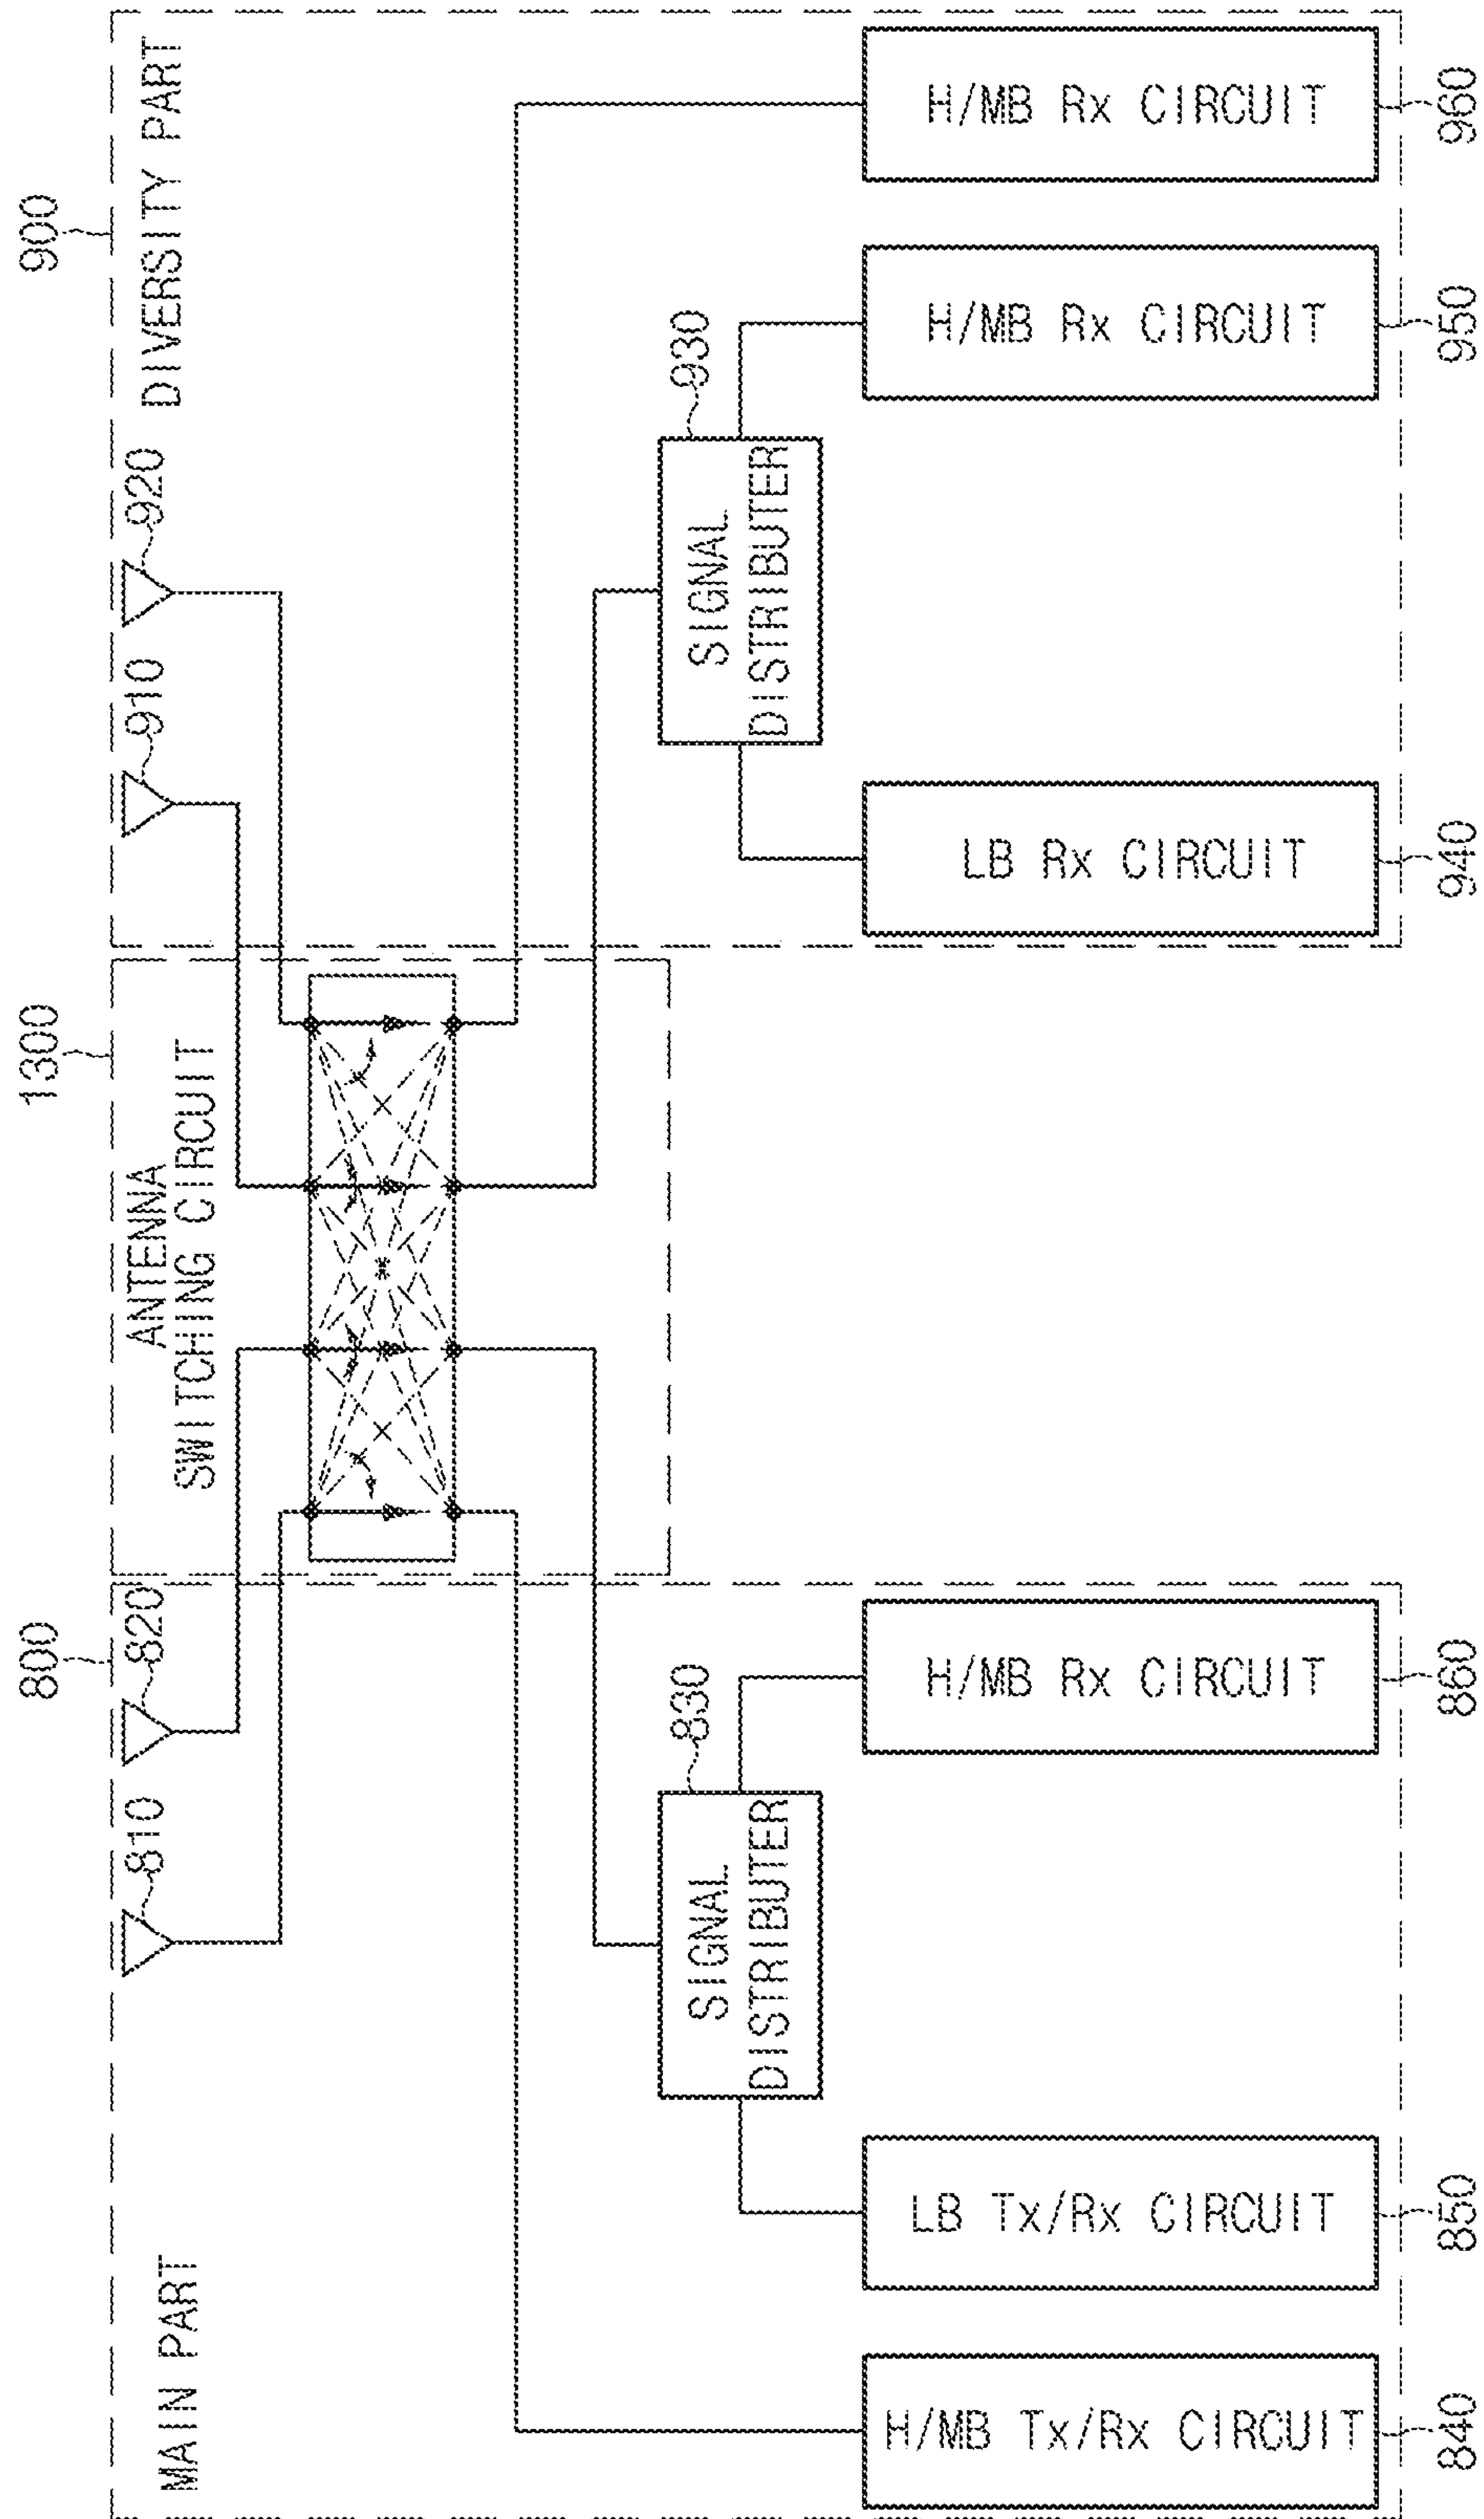 800
1300
900
MAIN PART
810
820
ANTENNA
SWITCHING CIRCUIT
910
920
DIVERSITY PART
830
SIGNAL
DISTRIBUTER
930
SIGNAL
DISTRIBUTER
H/MB Tx/Rx CIRCUIT
LB Tx/Rx CIRCUIT
H/MB Rx CIRCUIT
LB Rx CIRCUIT
H/MB Rx CIRCUIT
H/MB Rx CIRCUIT
840
850
860
940
950
960